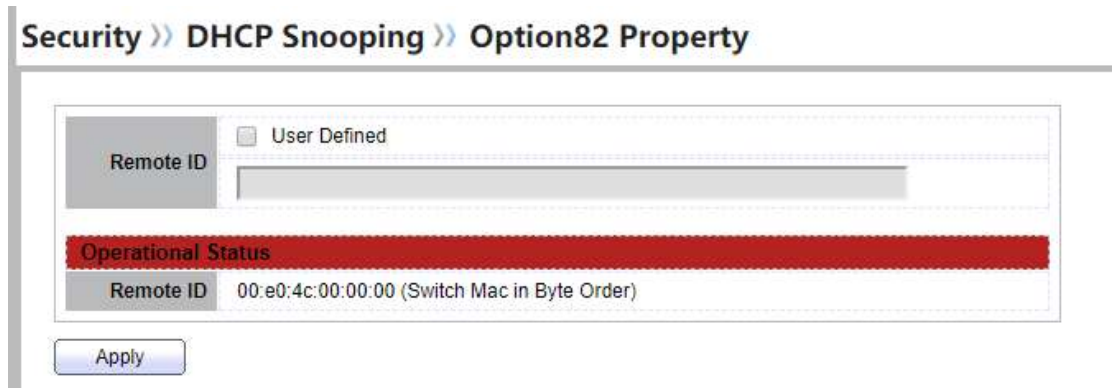 Security 》 DHCP Snooping 》 Option82 Property
User Defined
Remote ID
Operational Status
Remote ID 00:e0:4c:00:00:00 (Switch Mac in Byte Order)
Apply